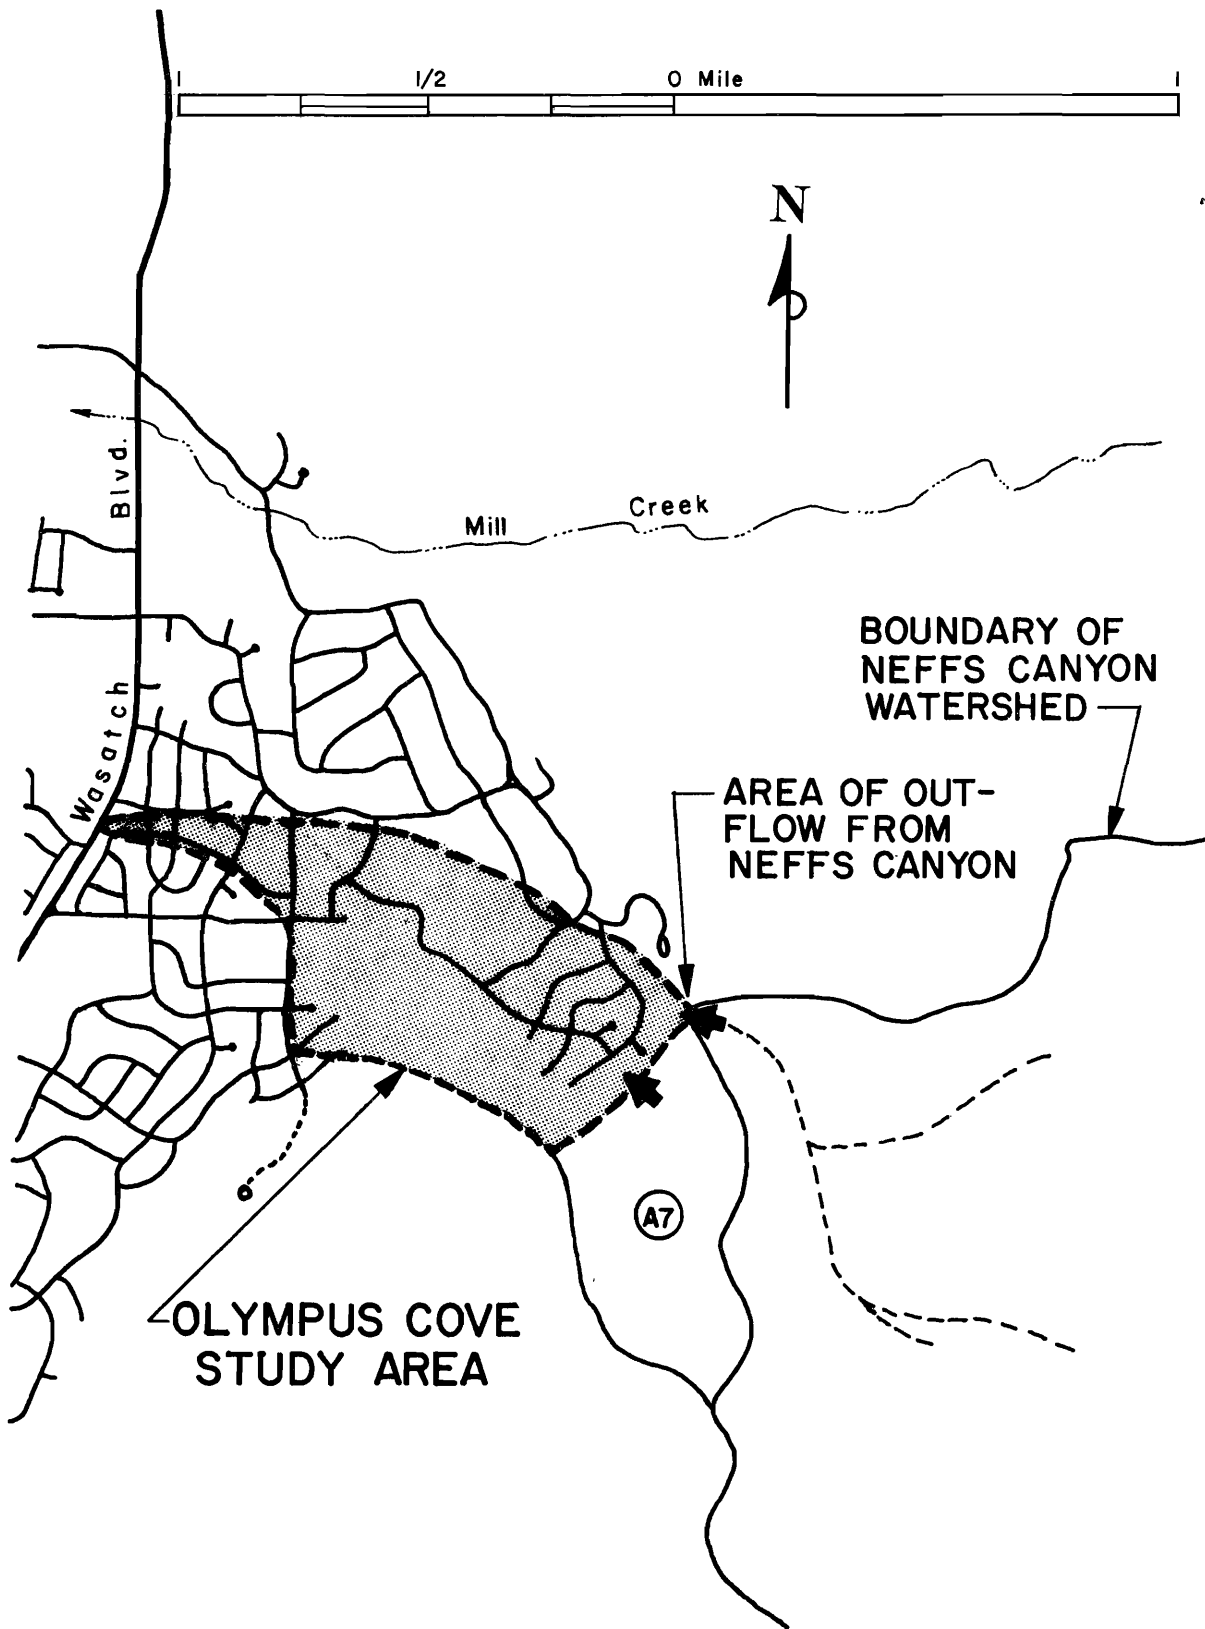 1 1/2 0 Mile 1
N
Wasatch Blvd.
Mill Creek
BOUNDARY OF
NEFFS CANYON
WATERSHED
AREA OF OUT-
FLOW FROM
NEFFS CANYON
A7
OLYMPUS COVE
STUDY AREA